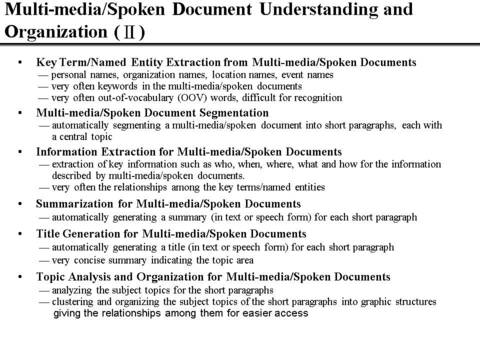 Multi-media/Spoken Document Understanding and
Organization (Ⅱ)
• Key Term/Named Entity Extraction from Multi-media/Spoken Documents
— personal names, organization names, location names, event names
— very often keywords in the multi-media/spoken documents
— very often out-of-vocabulary (OOV) words, difficult for recognition
• Multi-media/Spoken Document Segmentation
— automatically segmenting a multi-media/spoken document into short paragraphs, each with
a central topic
• Information Extraction for Multi-media/Spoken Documents
— extraction of key information such as who, when, where, what and how for the information
described by multi-media/spoken documents.
— very often the relationships among the key terms/named entities
• Summarization for Multi-media/Spoken Documents
— automatically generating a summary (in text or speech form) for each short paragraph
• Title Generation for Multi-media/Spoken Documents
— automatically generating a title (in text or speech form) for each short paragraph
— very concise summary indicating the topic area
• Topic Analysis and Organization for Multi-media/Spoken Documents
— analyzing the subject topics for the short paragraphs
— clustering and organizing the subject topics of the short paragraphs into graphic structures
giving the relationships among them for easier access